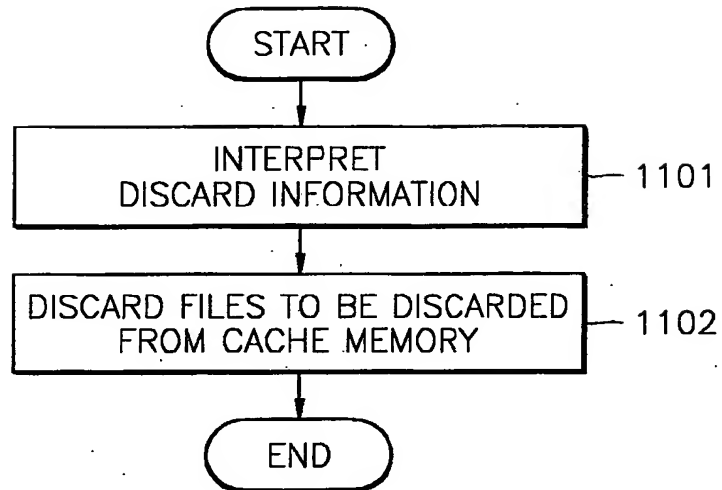 START
INTERPRET
DISCARD INFORMATION
1101
DISCARD FILES TO BE DISCARDED
FROM CACHE MEMORY
1102
END